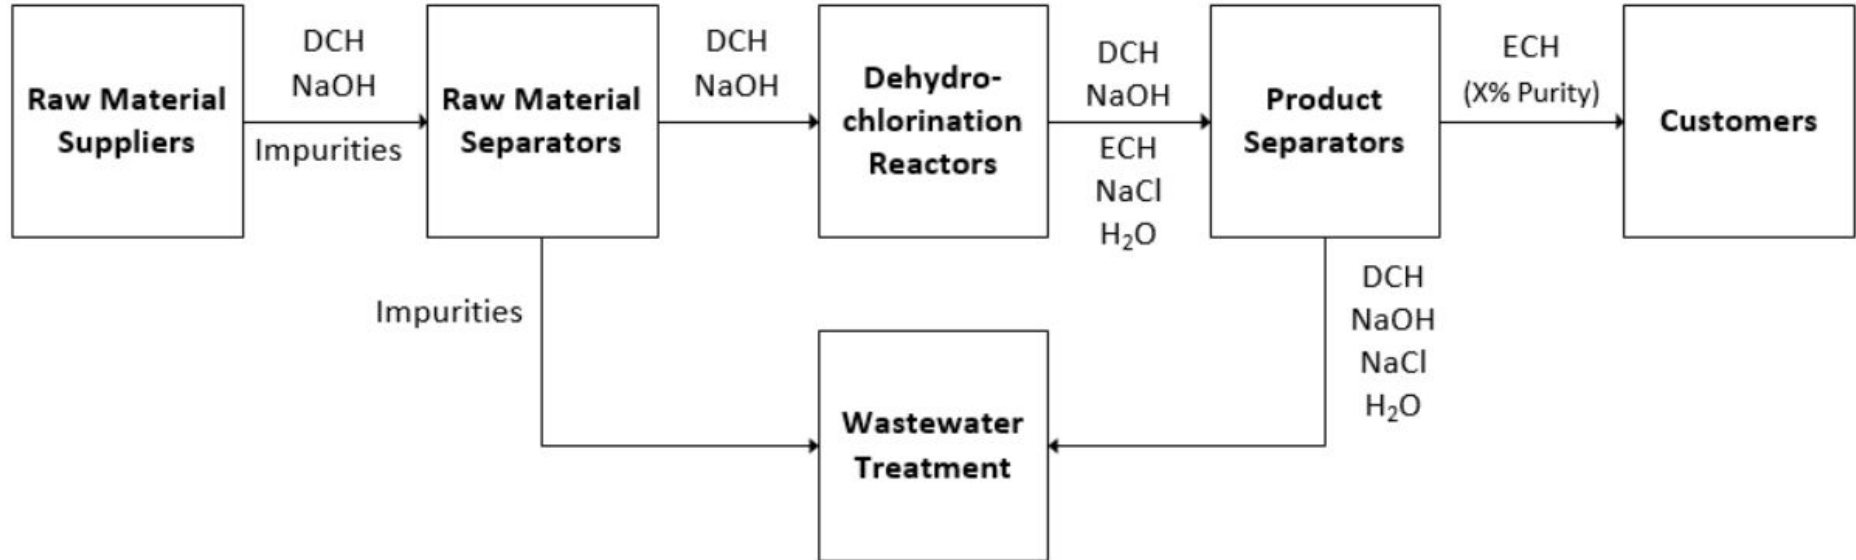 Raw Material
Suppliers
DCH
NaOH
Impurities
Raw Material
Separators
DCH
NaOH
Dehydro-
chlorination
Reactors
DCH
NaOH
ECH
NaCl
H₂O
Product
Separators
ECH
(X% Purity)
Customers
Impurities
Wastewater
Treatment
DCH
NaOH
NaCl
H₂O